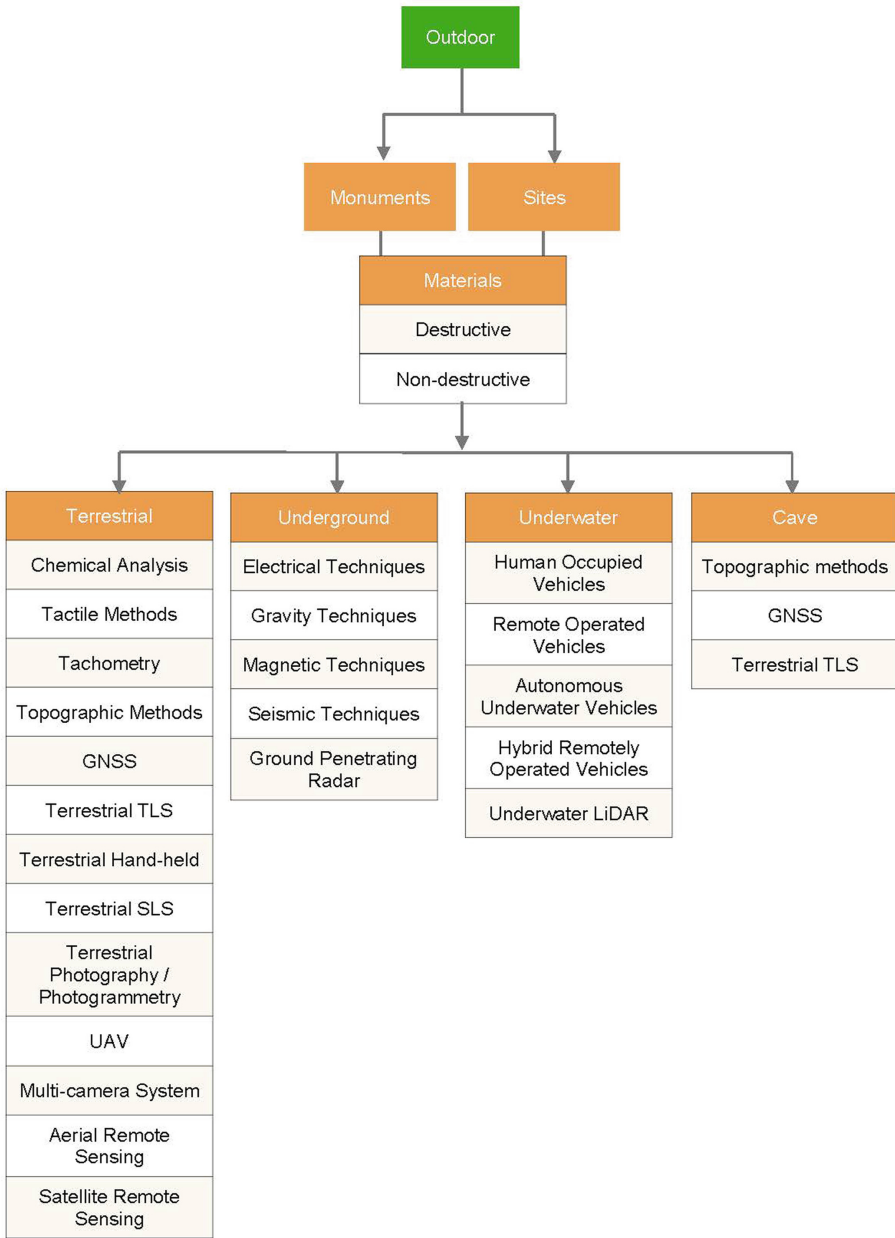 Outdoor
Monuments
Sites
Materials
Destructive
Non-destructive
Terrestrial
Chemical Analysis
Tactile Methods
Tachometry
Topographic Methods
GNSS
Terrestrial TLS
Terrestrial Hand-held
Terrestrial SLS
Terrestrial
Photography /
Photogrammetry
UAV
Multi-camera System
Aerial Remote
Sensing
Satellite Remote
Sensing
Underground
Electrical Techniques
Gravity Techniques
Magnetic Techniques
Seismic Techniques
Ground Penetrating
Radar
Underwater
Human Occupied
Vehicles
Remote Operated
Vehicles
Autonomous
Underwater Vehicles
Hybrid Remotely
Operated Vehicles
Underwater LiDAR
Cave
Topographic methods
GNSS
Terrestrial TLS